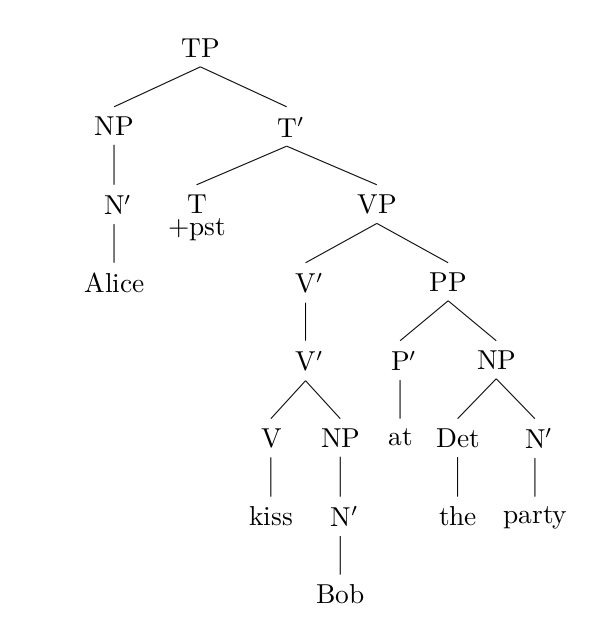 TP
NP T′
N′ T VP
+pst
Alice V′ PP
V′ P′ NP
V NP at Det N′
kiss N′ the party
Bob